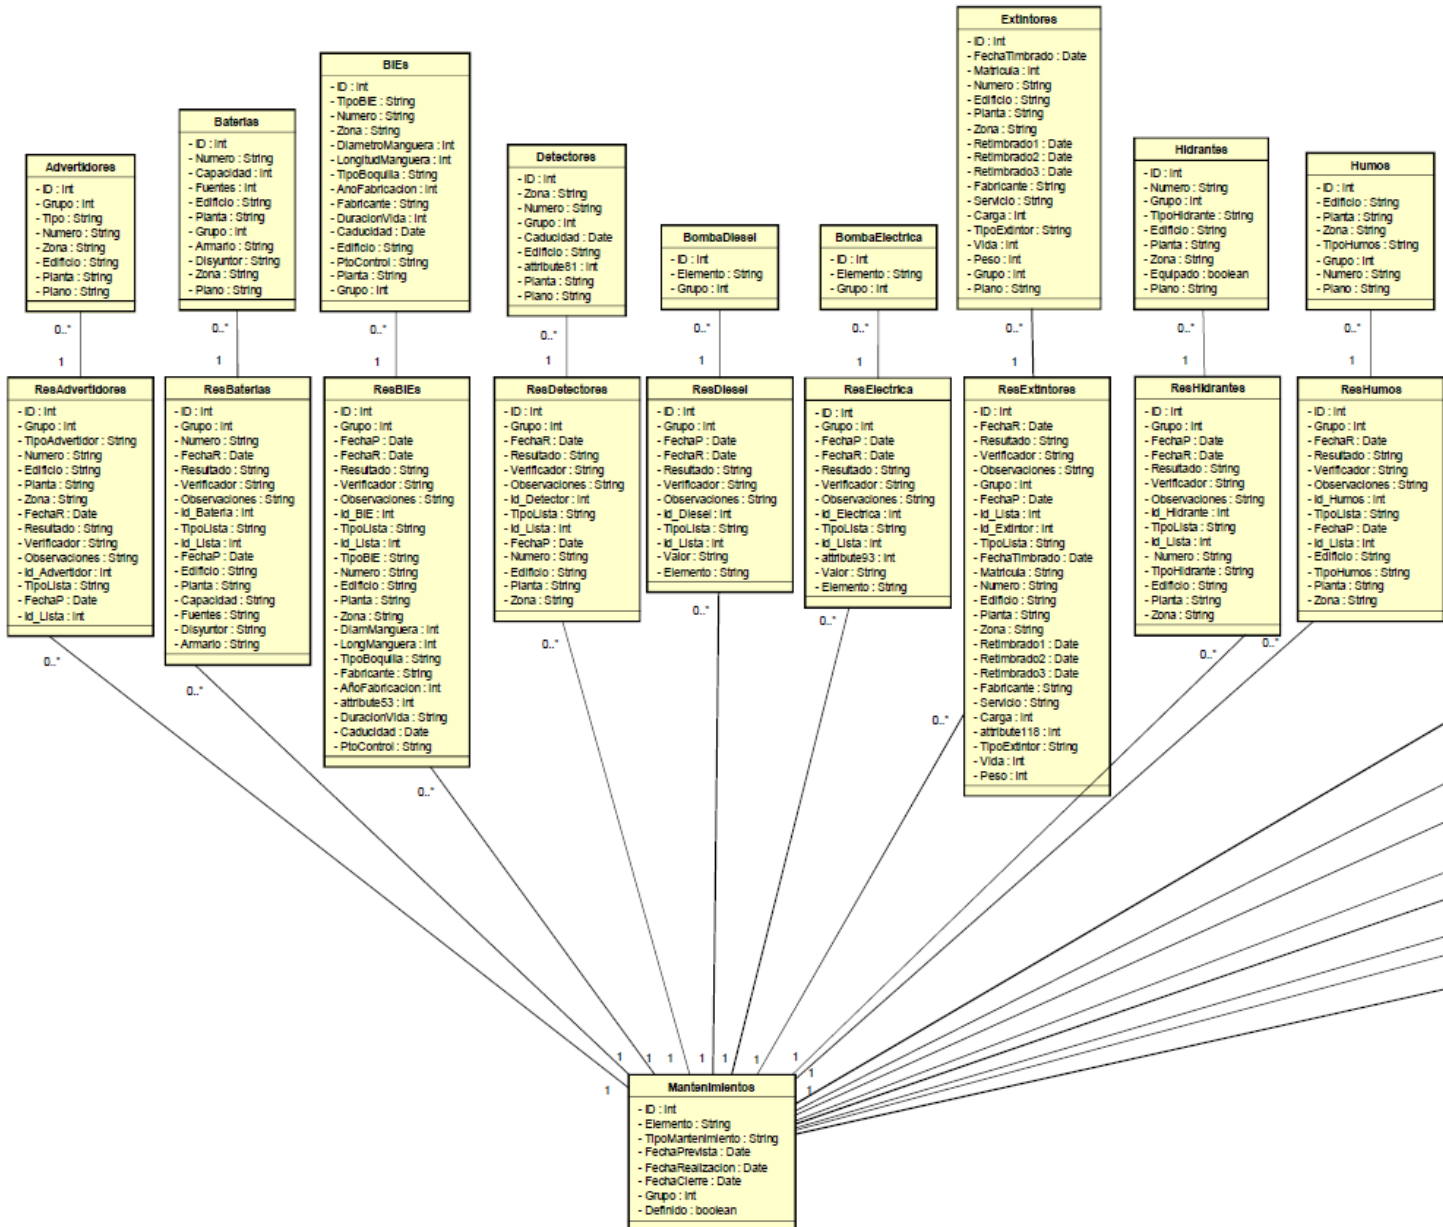 Advertidores
- ID : int
- Grupo : int
- Tipo : String
- Numero : String
- Zona : String
- Edificio : String
- Planta : String
- Plano : String
0..*
1
Baterias
- ID : int
- Numero : String
- Capacidad : int
- Fuentes : int
- Edificio : String
- Planta : String
- Grupo : int
- Armario : String
- Disyuntor : String
- Zona : String
- Plano : String
0..*
1
BIEs
- ID : int
- TipoBIE : String
- Numero : String
- Zona : String
- DiametroManguera : int
- LongitudManguera : int
- TipoBoquilla : String
- AnoFabricacion : int
- Fabricante : String
- DuracionVida : int
- Caducidad : Date
- Edificio : String
- PtoControl : String
- Planta : String
- Grupo : int
0..*
1
Detectores
- ID : int
- Zona : String
- Numero : String
- Grupo : int
- Caducidad : Date
- Edificio : String
- attribute81 : int
- Planta : String
- Plano : String
0..*
1
BombaDiesel
- ID : int
- Elemento : String
- Grupo : int
0..*
1
BombaElectrica
- ID : int
- Elemento : String
- Grupo : int
0..*
1
Extintores
- ID : int
- FechaTimbrado : Date
- Matricula : int
- Numero : String
- Edificio : String
- Planta : String
- Zona : String
- Retimbrado1 : Date
- Retimbrado2 : Date
- Retimbrado3 : Date
- Fabricante : String
- Servicio : String
- Carga : int
- TipoExtintor : String
- Vida : int
- Peso : int
- Grupo : int
- Plano : String
0..*
1
Hidrantes
- ID : int
- Numero : String
- Grupo : int
- TipoHidrante : String
- Edificio : String
- Planta : String
- Zona : String
- Equipado : boolean
- Plano : String
0..*
1
Humos
- ID : int
- Edificio : String
- Planta : String
- Zona : String
- TipoHumos : String
- Grupo : int
- Numero : String
- Plano : String
0..*
1
ResAdvertidores
- ID : int
- Grupo : int
- TipoAdvertidor : String
- Numero : String
- Edificio : String
- Planta : String
- Zona : String
- FechaR : Date
- Resultado : String
- Verificador : String
- Observaciones : String
- Id_Advertidor : int
- TipoLista : String
- FechaP : Date
- Id_Lista : int
0..*
ResBaterias
- ID : int
- Grupo : int
- Numero : String
- FechaR : Date
- Resultado : String
- Verificador : String
- Observaciones : String
- Id_Bateria : int
- TipoLista : String
- Id_Lista : int
- FechaP : Date
- Edificio : String
- Planta : String
- Capacidad : String
- Fuentes : String
- Disyuntor : String
- Armario : String
0..*
ResBIEs
- ID : int
- Grupo : int
- FechaP : Date
- FechaR : Date
- Resultado : String
- Verificador : String
- Observaciones : String
- Id_BIE : int
- TipoLista : String
- Id_Lista : int
- TipoBIE : String
- Numero : String
- Edificio : String
- Planta : String
- Zona : String
- DiamManguera : int
- LongManguera : int
- TipoBoquilla : String
- Fabricante : String
- AñoFabricacion : int
- attribute53 : int
- DuracionVida : String
- Caducidad : Date
- PtoControl : String
0..*
ResDetectores
- ID : int
- Grupo : int
- FechaR : Date
- Resultado : String
- Verificador : String
- Observaciones : String
- Id_Detector : int
- TipoLista : String
- Id_Lista : int
- FechaP : Date
- Numero : String
- Edificio : String
- Planta : String
- Zona : String
0..*
ResDiesel
- ID : int
- Grupo : int
- FechaP : Date
- FechaR : Date
- Resultado : String
- Verificador : String
- Observaciones : String
- Id_Diesel : int
- TipoLista : String
- Id_Lista : int
- Valor : String
- Elemento : String
0..*
ResElectrica
- ID : int
- Grupo : int
- FechaP : Date
- FechaR : Date
- Resultado : String
- Verificador : String
- Observaciones : String
- Id_Electrica : int
- TipoLista : String
- Id_Lista : int
- attribute93 : int
- Valor : String
- Elemento : String
0..*
ResExtintores
- ID : int
- FechaR : Date
- Resultado : String
- Verificador : String
- Observaciones : String
- Grupo : int
- FechaP : Date
- Id_Lista : int
- Id_Extintor : int
- TipoLista : String
- FechaTimbrado : Date
- Matricula : String
- Numero : String
- Edificio : String
- Planta : String
- Zona : String
- Retimbrado1 : Date
- Retimbrado2 : Date
- Retimbrado3 : Date
- Fabricante : String
- Servicio : String
- Carga : int
- attribute118 : int
- TipoExtintor : String
- Vida : int
- Peso : int
0..*
ResHidrantes
- ID : int
- Grupo : int
- FechaP : Date
- FechaR : Date
- Resultado : String
- Verificador : String
- Observaciones : String
- Id_Hidrante : int
- TipoLista : String
- Id_Lista : int
- Numero : String
- TipoHidrante : String
- Edificio : String
- Planta : String
- Zona : String
0..*
ResHumos
- ID : int
- Grupo : int
- FechaR : Date
- Resultado : String
- Verificador : String
- Observaciones : String
- Id_Humos : int
- TipoLista : String
- FechaP : Date
- Id_Lista : int
- Edificio : String
- TipoHumos : String
- Planta : String
- Zona : String
0..*
1
1
1
1
1
1
1
1
1
1
Mantenimientos
- ID : int
- Elemento : String
- TipoMantenimiento : String
- FechaPrevista : Date
- FechaRealizacion : Date
- FechaCierre : Date
- Grupo : int
- Definido : boolean